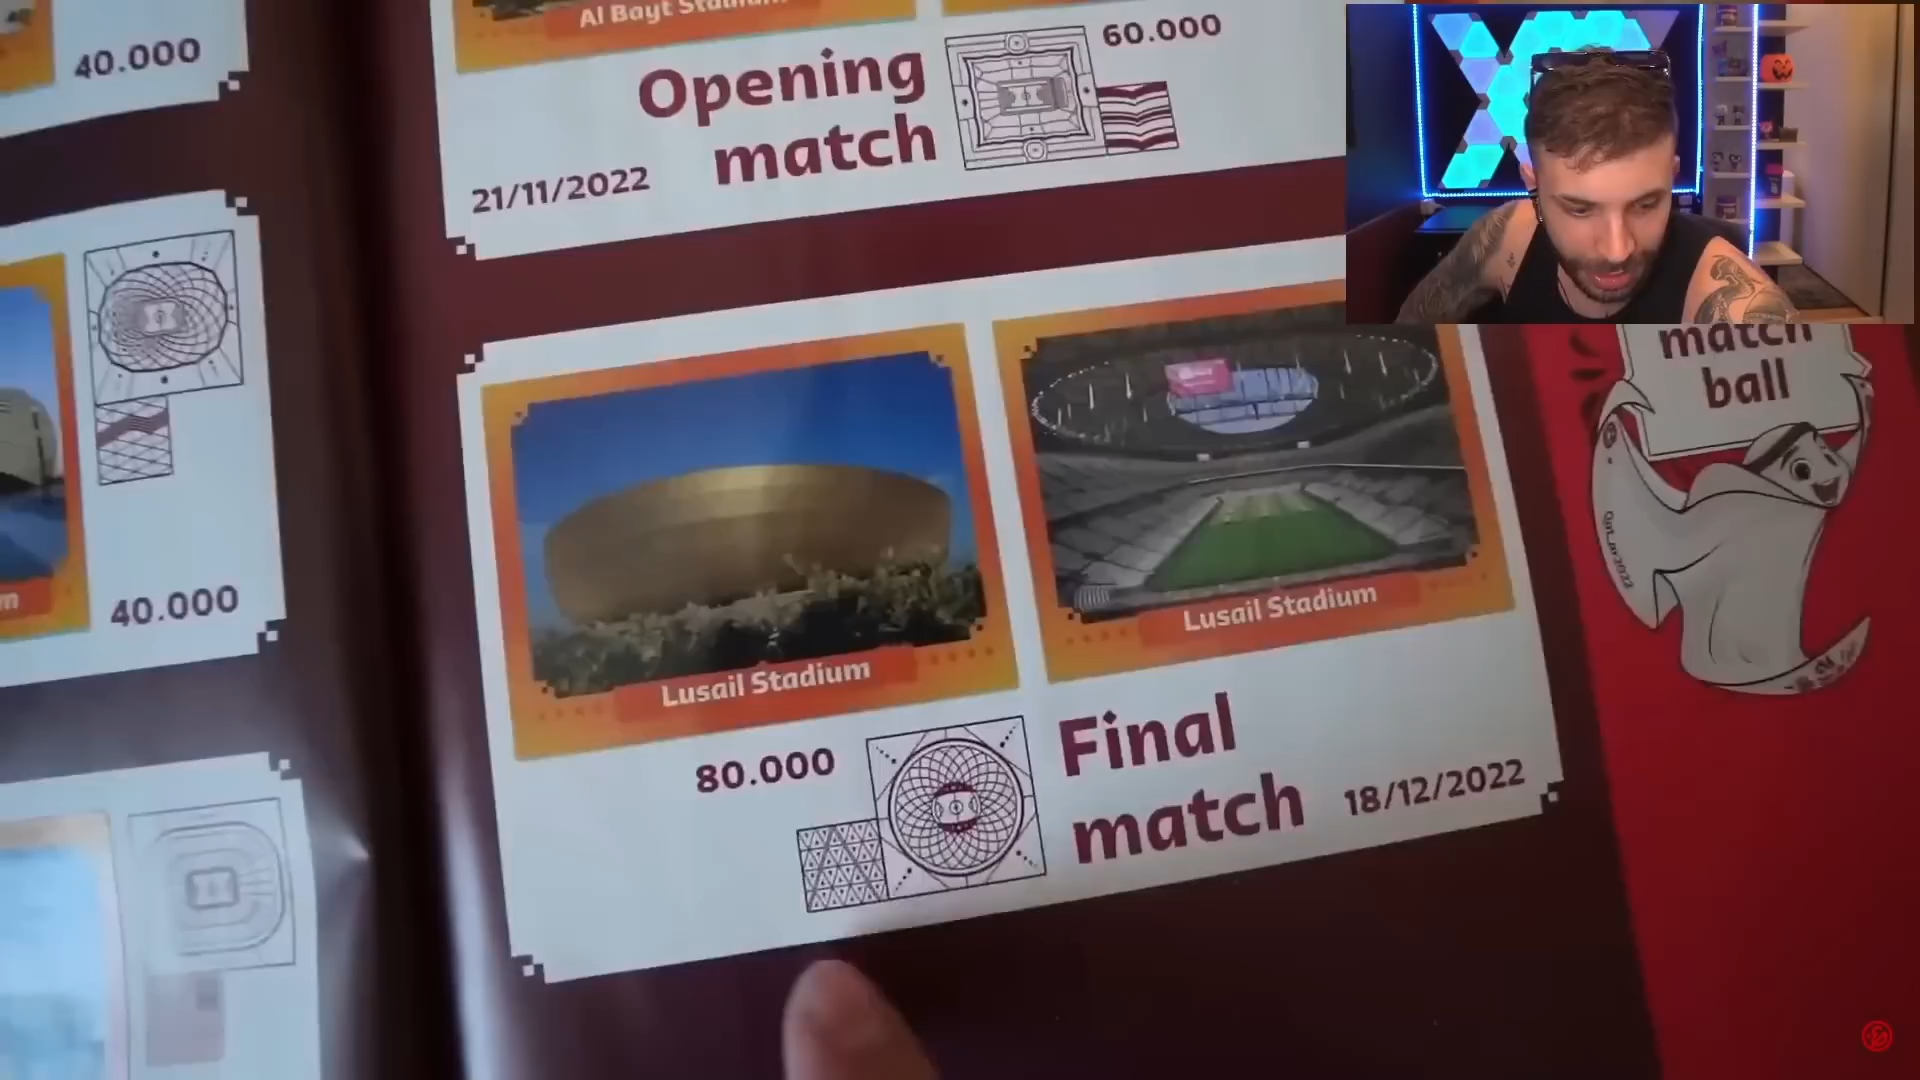 Al Bayt Stadium
40.000
60.000
Opening
match
21/11/2022
match
ball
Qat_ar2022
40.000
Lusail Stadium
Lusail Stadium
80.000
Final
match
18/12/2022